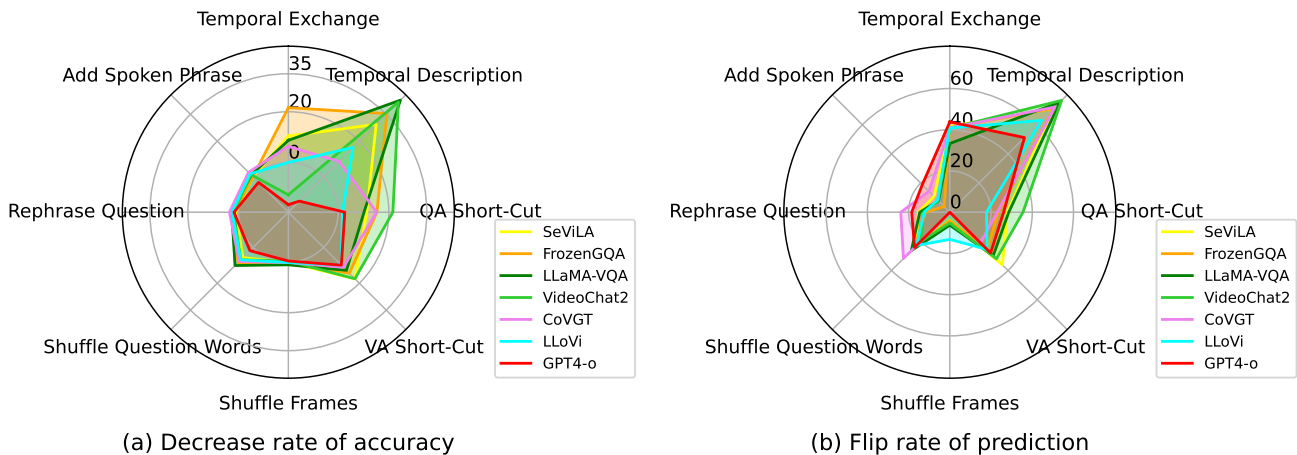 Temporal Exchange
Add Spoken Phrase
35
Temporal Description
20
0
Rephrase Question
QA Short-Cut
Shuffle Question Words
VA Short-Cut
Shuffle Frames
SeViLA
FrozenGQA
LLaMA-VQA
VideoChat2
CoVGT
LLoVi
GPT4-o
(a) Decrease rate of accuracy
Temporal Exchange
Add Spoken Phrase
60
Temporal Description
40
20
0
Rephrase Question
QA Short-Cut
Shuffle Question Words
VA Short-Cut
Shuffle Frames
SeViLA
FrozenGQA
LLaMA-VQA
VideoChat2
CoVGT
LLoVi
GPT4-o
(b) Flip rate of prediction